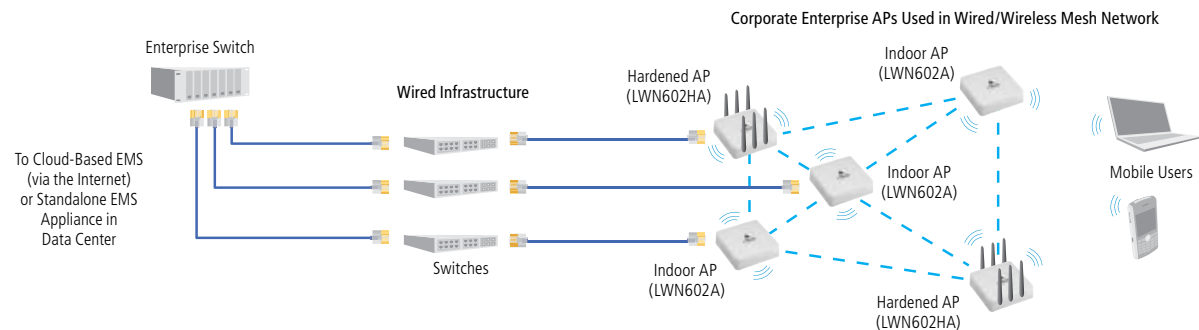 Corporate Enterprise APs Used in Wired/Wireless Mesh Network
Enterprise Switch
Indoor AP
(LWN602A)
Hardened AP
(LWN602HA)
Wired Infrastructure
To Cloud-Based EMS
(via the Internet)
or Standalone EMS
Appliance in
Data Center
Indoor AP
(LWN602A)
Mobile Users
Switches
Indoor AP
(LWN602A)
Hardened AP
(LWN602HA)